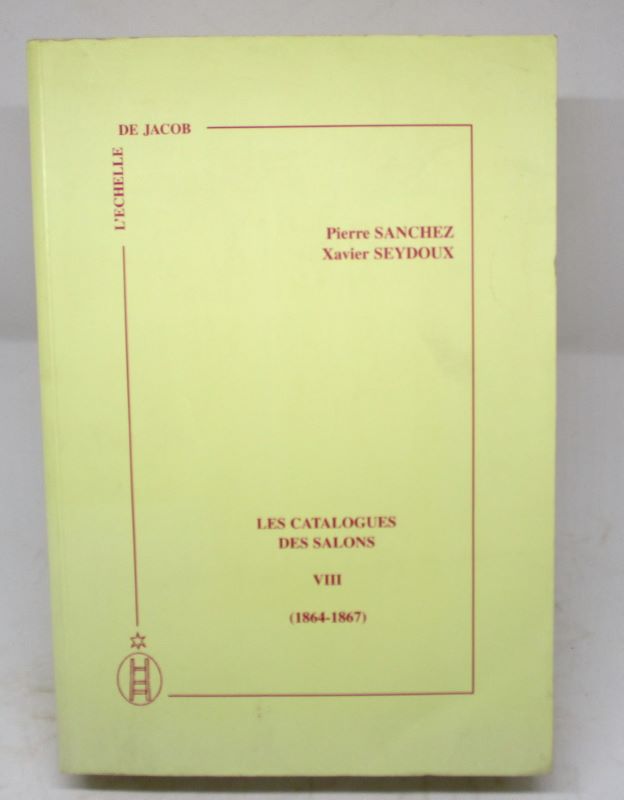 L'ECHELLE
DE JACOB
Pierre SANCHEZ
Xavier SEYDOUX
LES CATALOGUES
DES SALONS
VIII
(1864-1867)